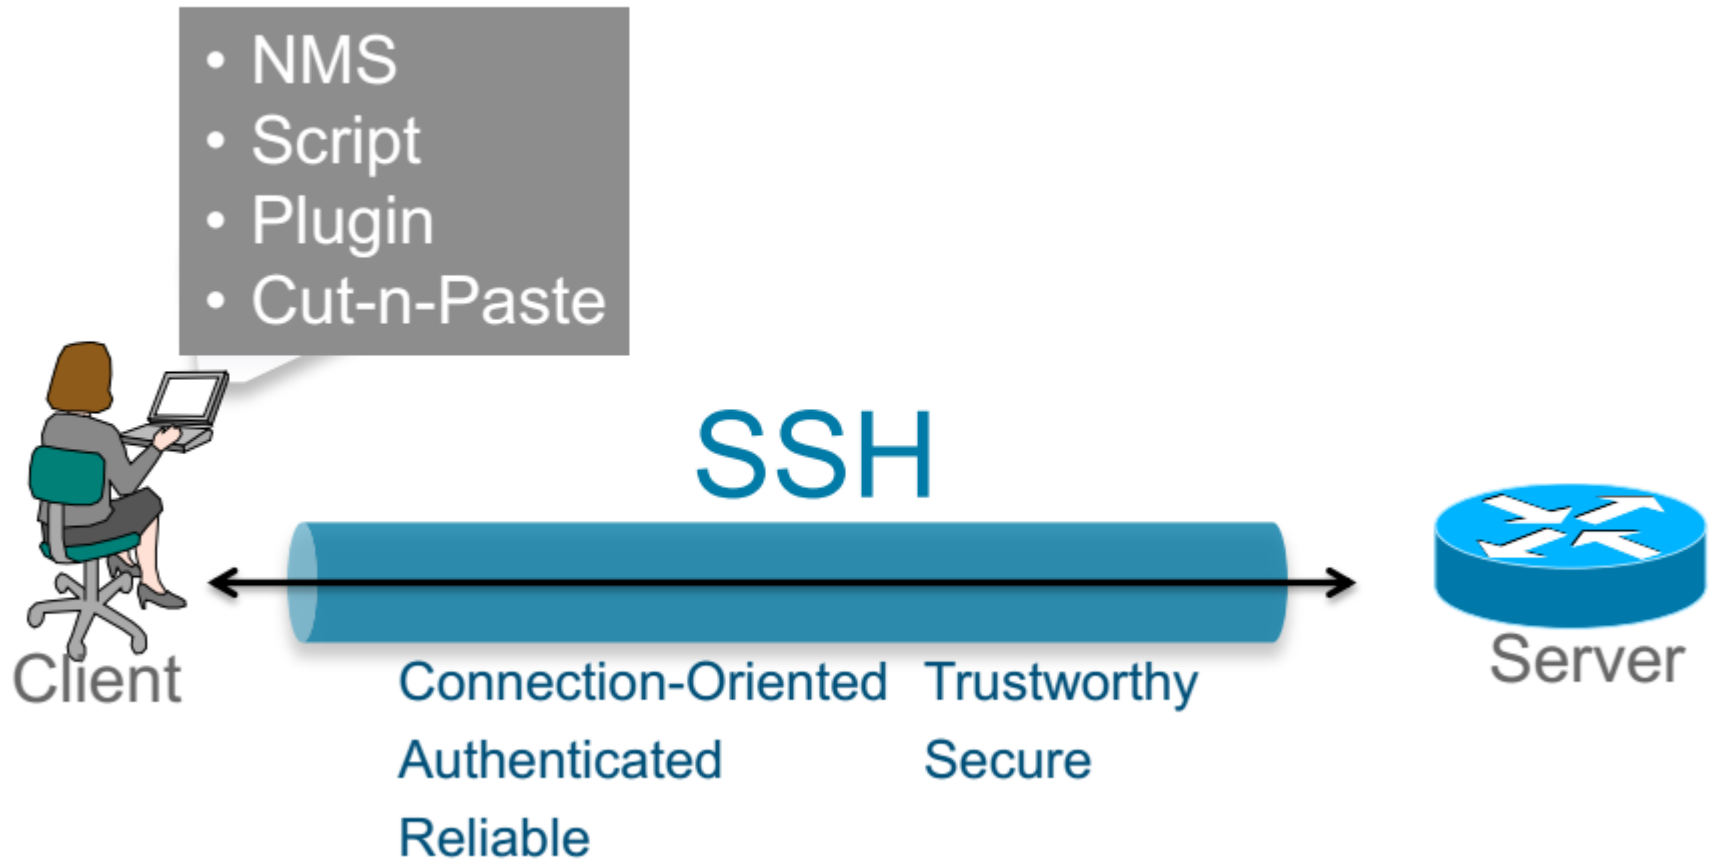 • NMS
• Script
• Plugin
• Cut-n-Paste
SSH
Client
Server
Connection-Oriented Trustworthy
Authenticated Secure
Reliable